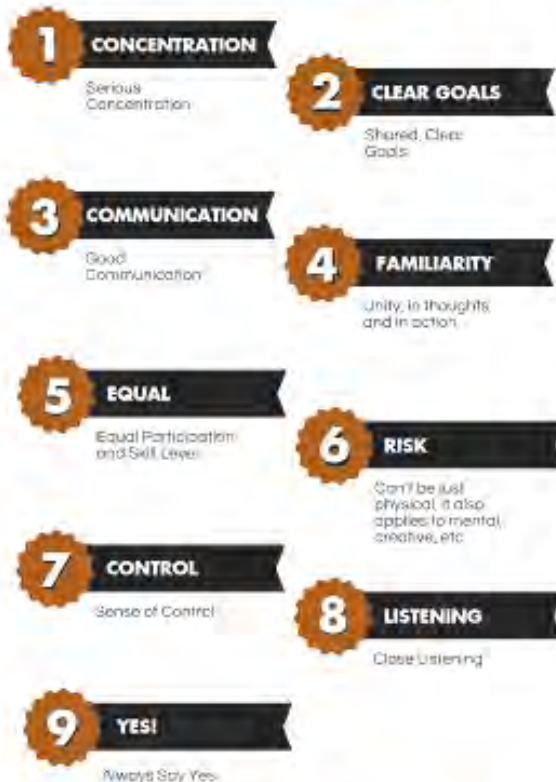 1
CONCENTRATION
Serious
Concentration
2
CLEAR GOALS
Shared, Clear
Goals
3
COMMUNICATION
Good
Communication
4
FAMILIARITY
Unity, in thoughts
and in action
5
EQUAL
Equal Participation
and Skill Level
6
RISK
Can't be just
physical, it also
applies to mental,
creative, etc
7
CONTROL
Sense of Control
8
LISTENING
Close Listening
9
YES!
Always Say Yes